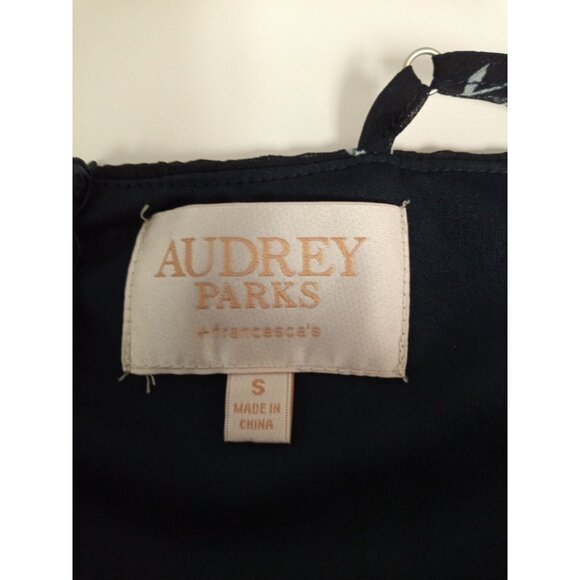 AUDREY
PARKS
+francesca's
S
MADE IN
CHINA